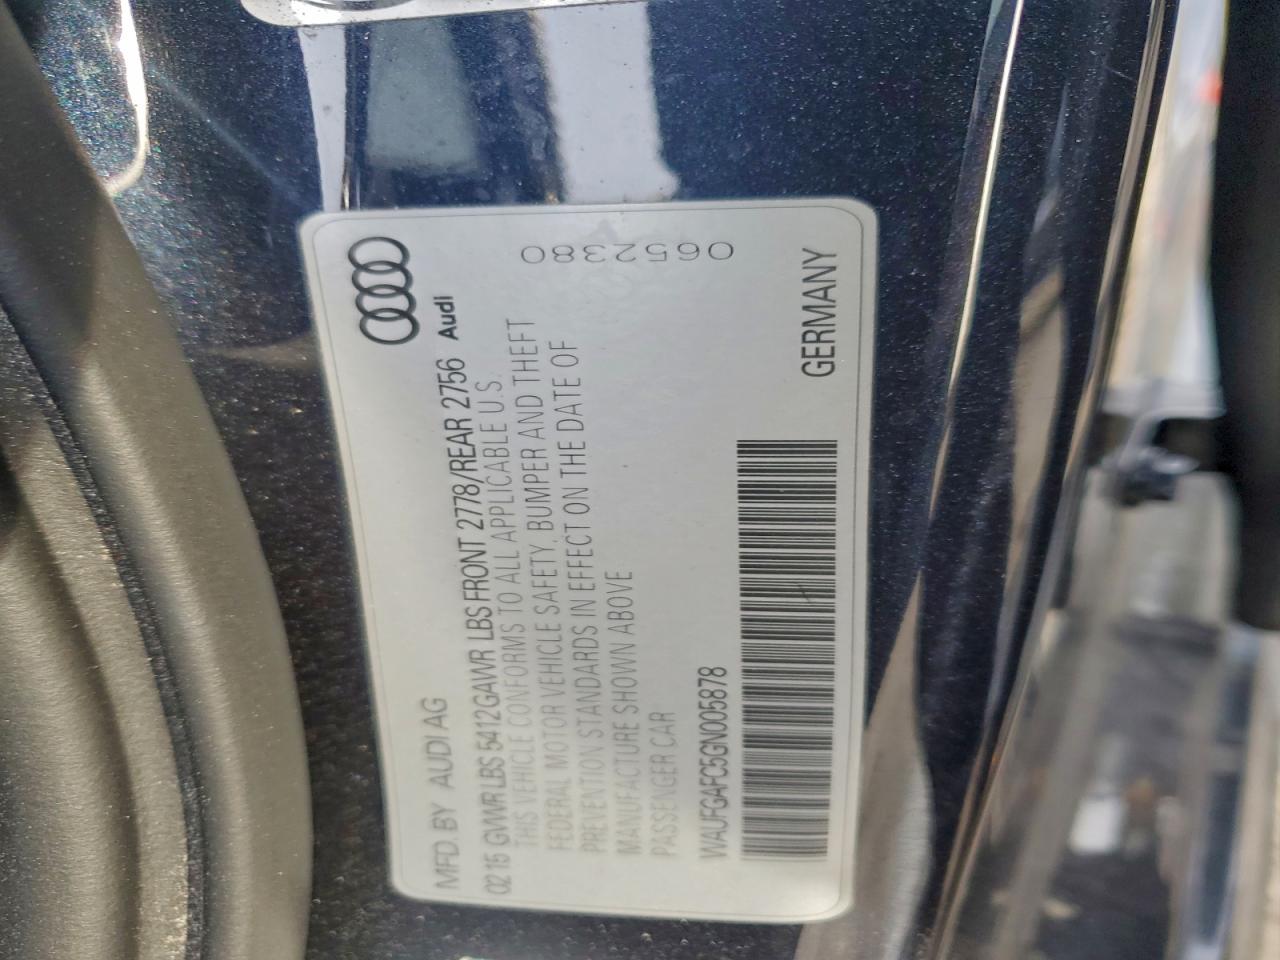 MFD. BY AUDI AG
Audi
02 15 GVWR LBS 5412 GAWR LBS FRONT 2778/REAR 2756
THIS VEHICLE CONFORMS TO ALL APPLICABLE U.S.
FEDERAL MOTOR VEHICLE SAFETY, BUMPER AND THEFT
PREVENTION STANDARDS IN EFFECT ON THE DATE OF
MANUFACTURE SHOWN ABOVE
PASSENGER CAR
WAUFGAFC5GN005878
GERMANY
0652380